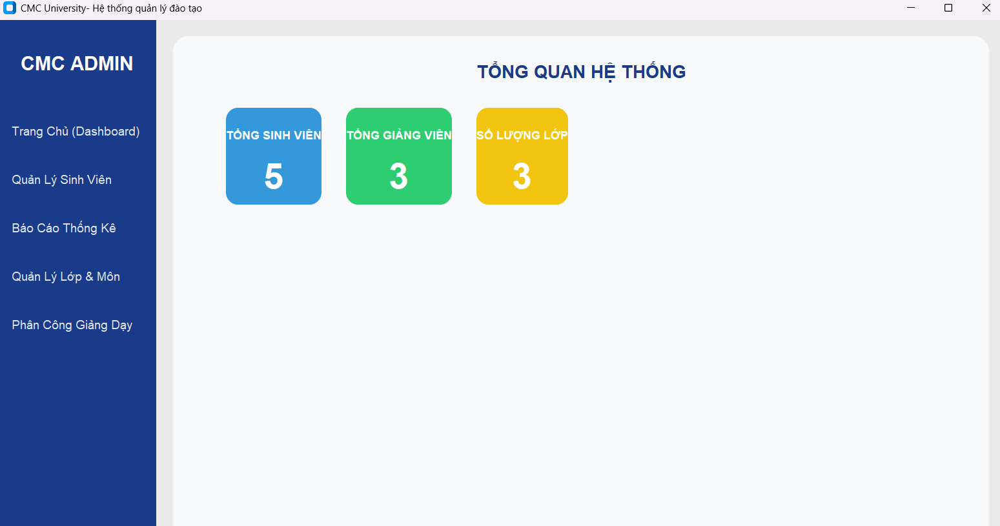 CMC University- Hệ thống quản lý đào tạo
CMC ADMIN
Trang Chủ (Dashboard)
Quản Lý Sinh Viên
Báo Cáo Thống Kê
Quản Lý Lớp & Môn
Phân Công Giảng Dạy
TỔNG QUAN HỆ THỐNG
TỔNG SINH VIÊN
5
TỔNG GIẢNG VIÊN
3
SỐ LƯỢNG LỚP
3